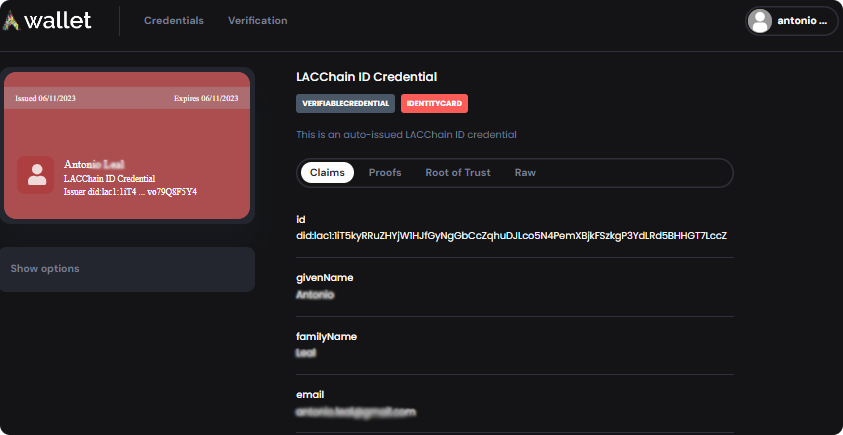 wallet
Credentials
Verification
antonio ...
Issued 06/11/2023
Expires 06/11/2023
Antonio Leal
LACChain ID Credential
Issuer did:lac1:1iT4 ... vo79Q8F5Y4
Show options
LACChain ID Credential
VERIFIABLECREDENTIAL
IDENTITYCARD
This is an auto-issued LACChain ID credential
Claims
Proofs
Root of Trust
Raw
id
did:lac1:1iT5kyRRuZHYjW1HJfGyNgGbCcZqhuDJLco5N4PemXBjkFSzkgP3YdLRd5BHHGT7LccZ
givenName
Antonio
familyName
Leal
email